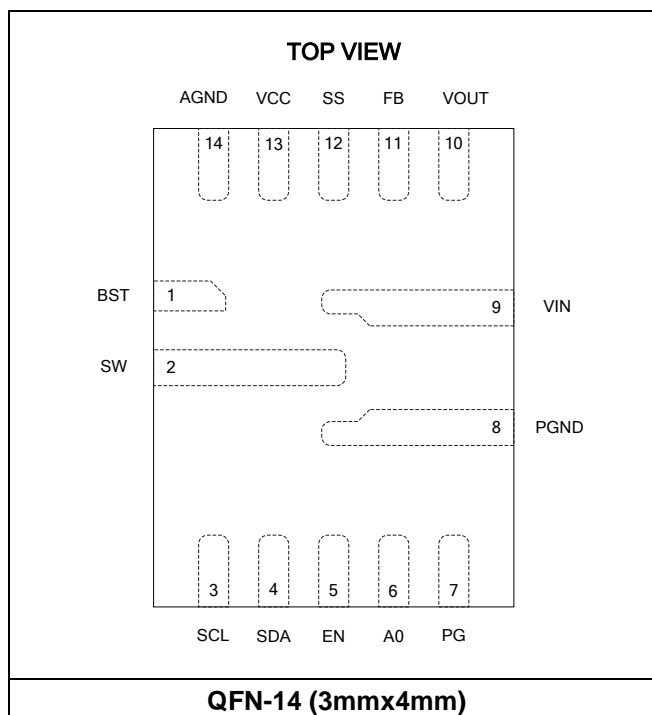 TOP VIEW
AGND VCC SS FB VOUT
14 13 12 11 10
BST 1 9 VIN
SW 2
8 PGND
3 4 5 6 7
SCL SDA EN A0 PG
QFN-14 (3mmx4mm)